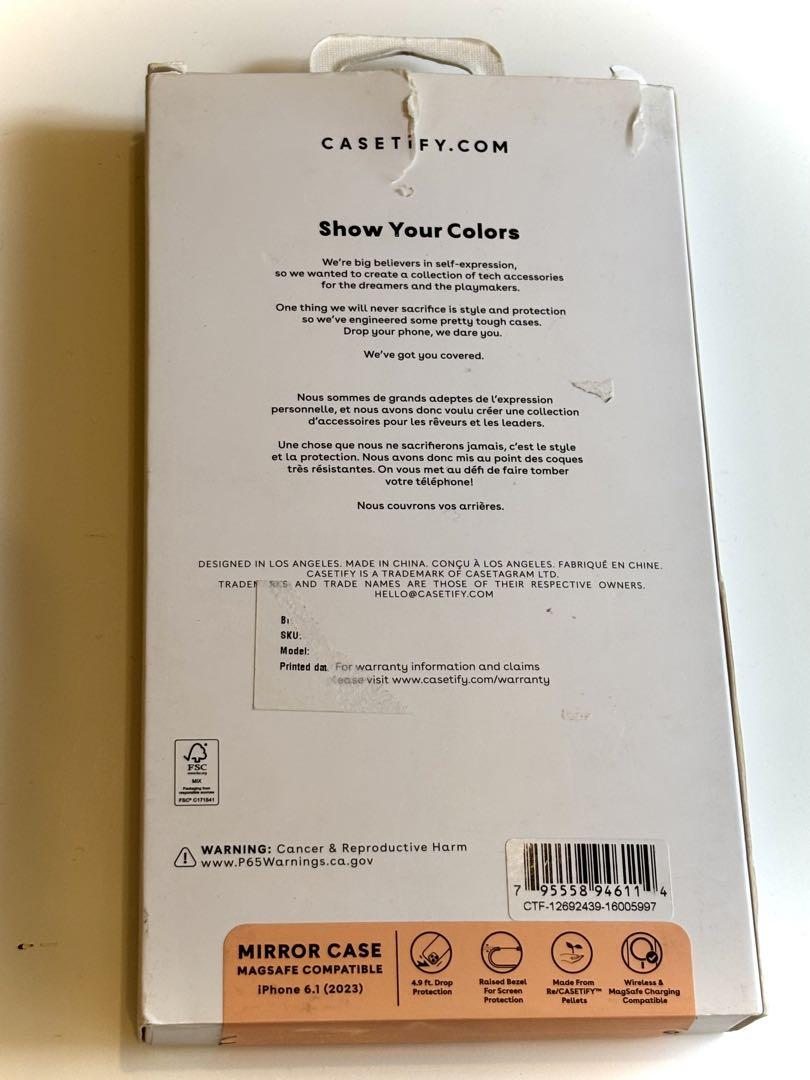 CASETiFY.COM
Show Your Colors
We're big believers in self-expression,
so we wanted to create a collection of tech accessories
for the dreamers and the playmakers.
One thing we will never sacrifice is style and protection
so we've engineered some pretty tough cases.
Drop your phone, we dare you.
We've got you covered.
Nous sommes de grands adeptes de l'expression
personnelle, et nous avons donc voulu créer une collection
d'accessoires pour les rêveurs et les leaders.
Une chose que nous ne sacrifierons jamais, c'est le style
et la protection. Nous avons donc mis au point des coques
très résistantes. On vous met au défi de faire tomber
votre téléphone!
Nous couvrons vos arrières.
DESIGNED IN LOS ANGELES. MADE IN CHINA. CONÇU À LOS ANGELES. FABRIQUÉ EN CHINE.
CASETIFY IS A TRADEMARK OF CASETAGRAM LTD.
AND TRADE NAMES ARE THOSE OF THEIR RESPECTIVE OWNERS.
HELLO@CASETIFY.COM
SKU:
Model:
Printed For warranty information and claims
visit www.casetify.com/warranty
FSC
www.fsc.org
MIX
Packaging from
responsible sources
FSC® C171541
WARNING: Cancer & Reproductive Harm
www.P65Warnings.ca.gov
7 95558 94611 4
CTF-12692439-16005997
MIRROR CASE
MAGSAFE COMPATIBLE
iPhone 6.1 (2023)
4.9 ft. Drop
Protection
Raised Bezel
For Screen
Protection
Made From
Re/CASETiFY™
Pellets
Wireless &
MagSafe Charging
Compatible